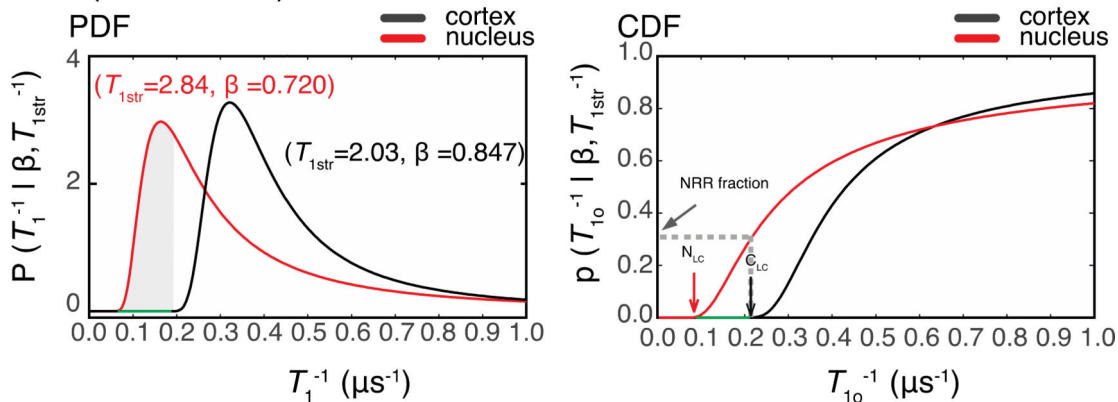 PDF
cortex
nucleus
P (T₁⁻¹ | β, T₁str⁻¹)
4
2
0
(T₁str=2.84, β =0.720)
(T₁str=2.03, β =0.847)
0.0 0.1 0.2 0.3 0.4 0.5 0.6 0.7 0.8 0.9 1.0
T₁⁻¹ (μs⁻¹)
CDF
cortex
nucleus
p (T₁ₒ⁻¹ | β, T₁str⁻¹)
1.0
0.8
0.6
0.4
0.2
0.0
NRR fraction
N_LC
C_LC
0.0 0.1 0.2 0.3 0.4 0.5 0.6 0.7 0.8 0.9 1.0
T₁ₒ⁻¹ (μs⁻¹)